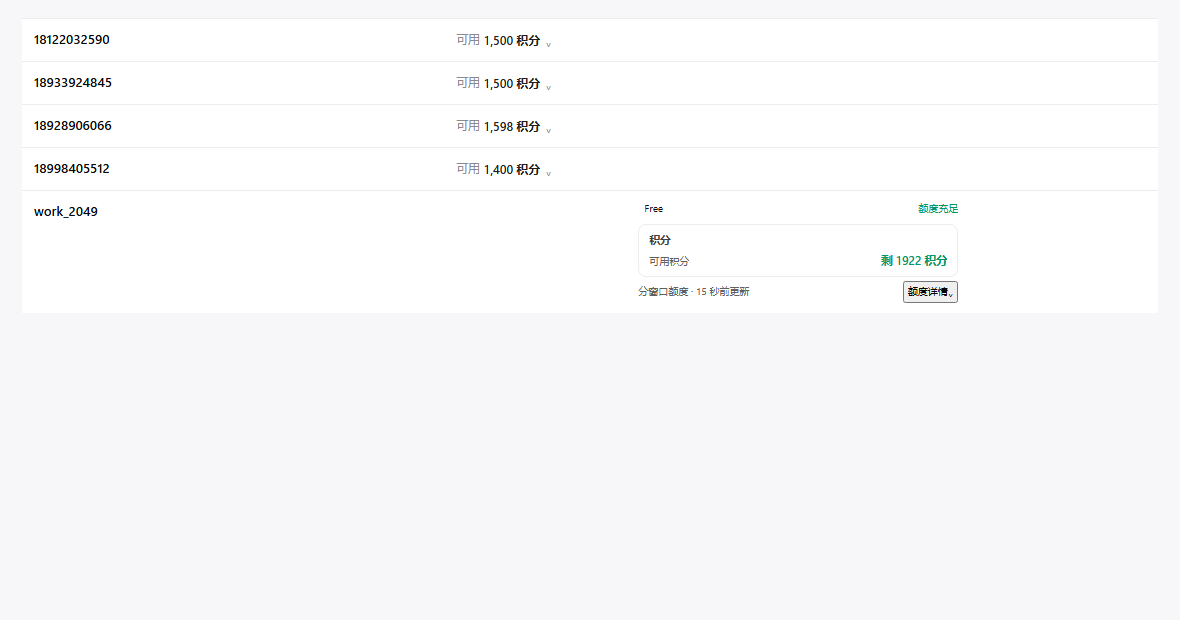 18122032590 可用 1,500 积分 ˅
18933924845 可用 1,500 积分 ˅
18928906066 可用 1,598 积分 ˅
18998405512 可用 1,400 积分 ˅
work_2049 Free 额度充足
积分
可用积分 剩 1922 积分
分窗口额度 · 15 秒前更新 额度详情˅